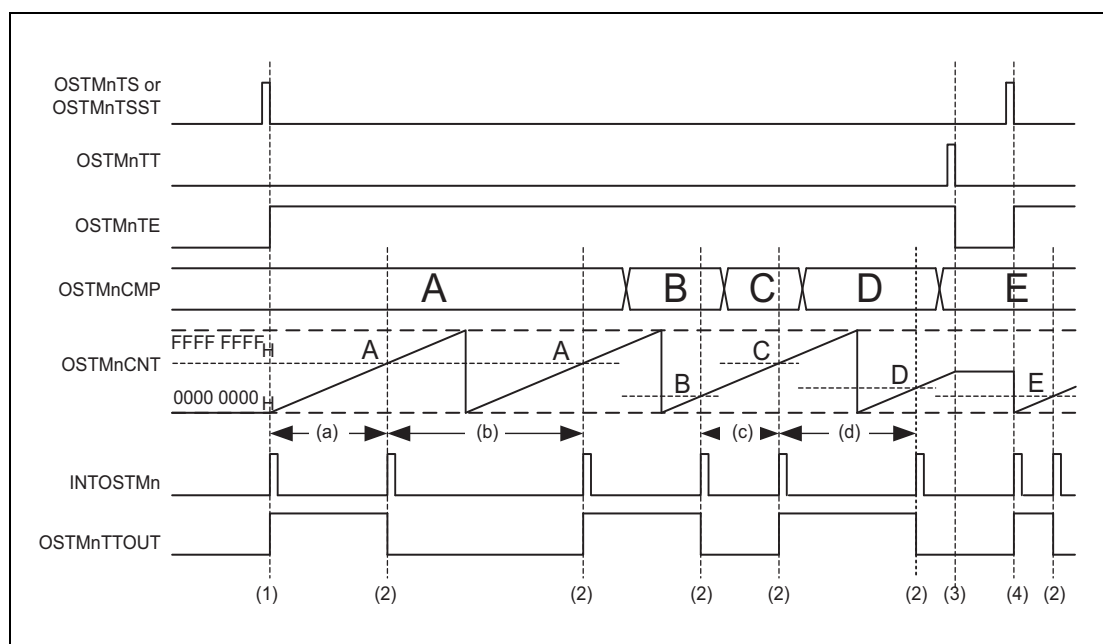 OSTMnTS or
OSTMnTSST
OSTMnTT
OSTMnTE
OSTMnCMP
A B C D E
FFFF FFFFH
OSTMnCNT
0000 0000H
A A B C D E
(a) (b) (c) (d)
INTOSTMn
OSTMnTTOUT
(1) (2) (2) (2) (2) (2) (3) (4) (2)